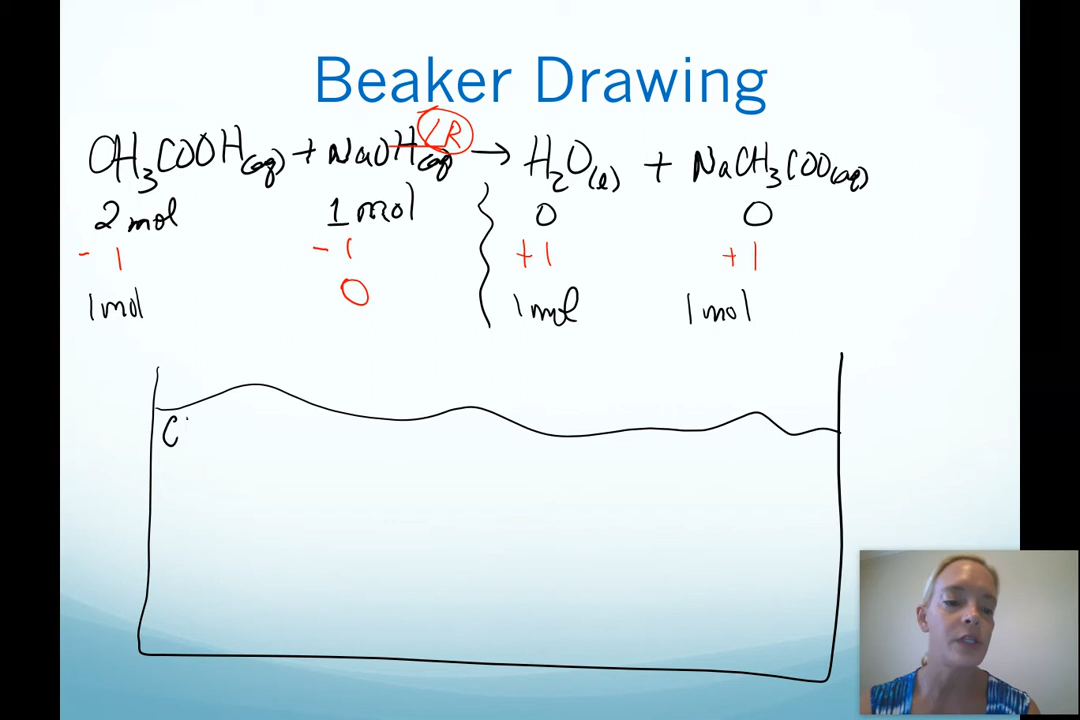 Beaker Drawing
CH3COOH(aq) + NaOH(aq) LR → H2O(l) + NaCH3COO(aq)
2 mol 1 mol 0 0
- 1 - 1 + 1 + 1
1 mol 0 1 mol 1 mol
C